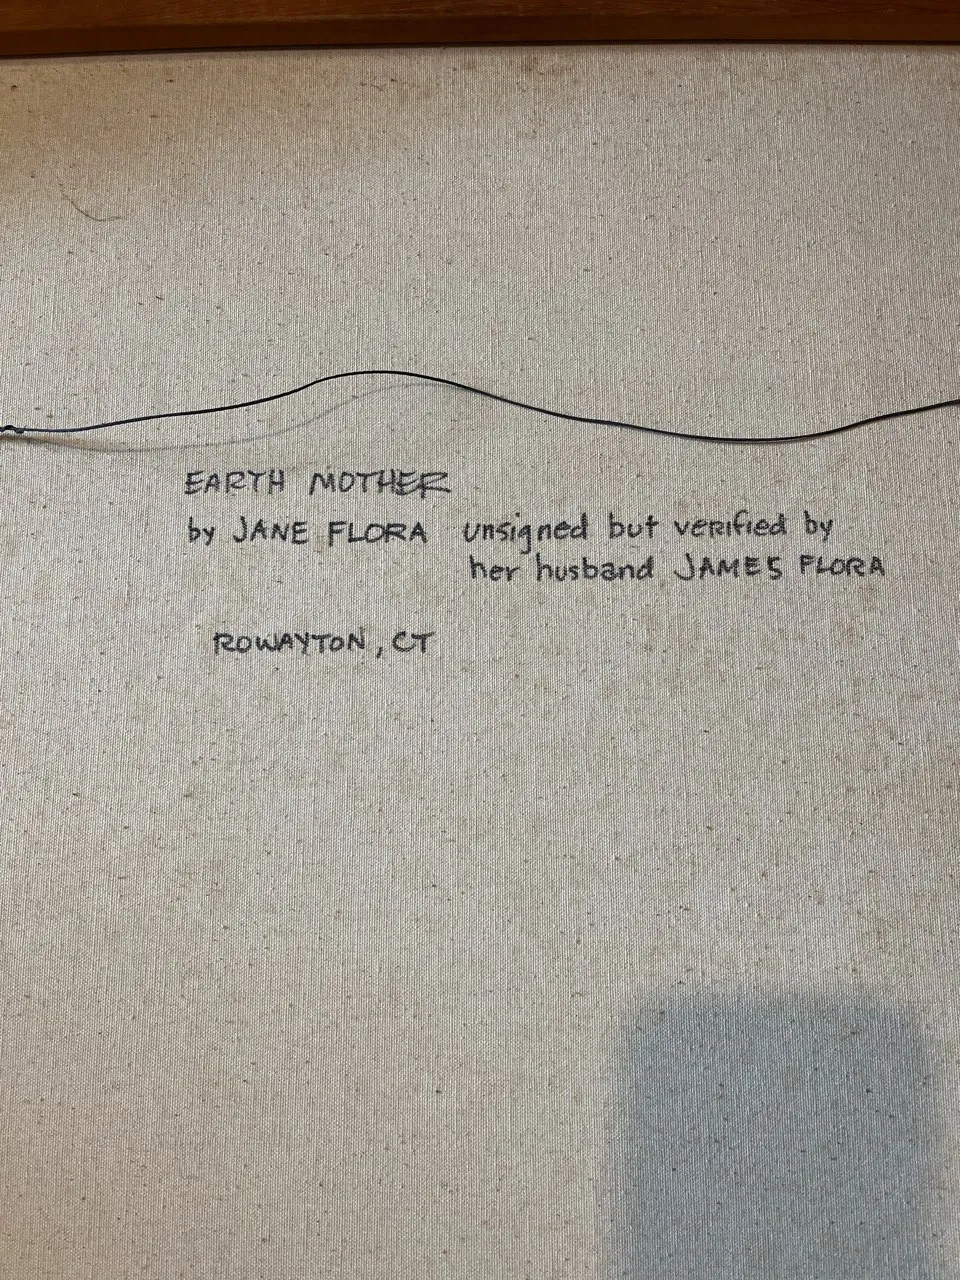 EARTH MOTHER
by JANE FLORA unsigned but verified by
her husband JAMES FLORA
ROWAYTON, CT